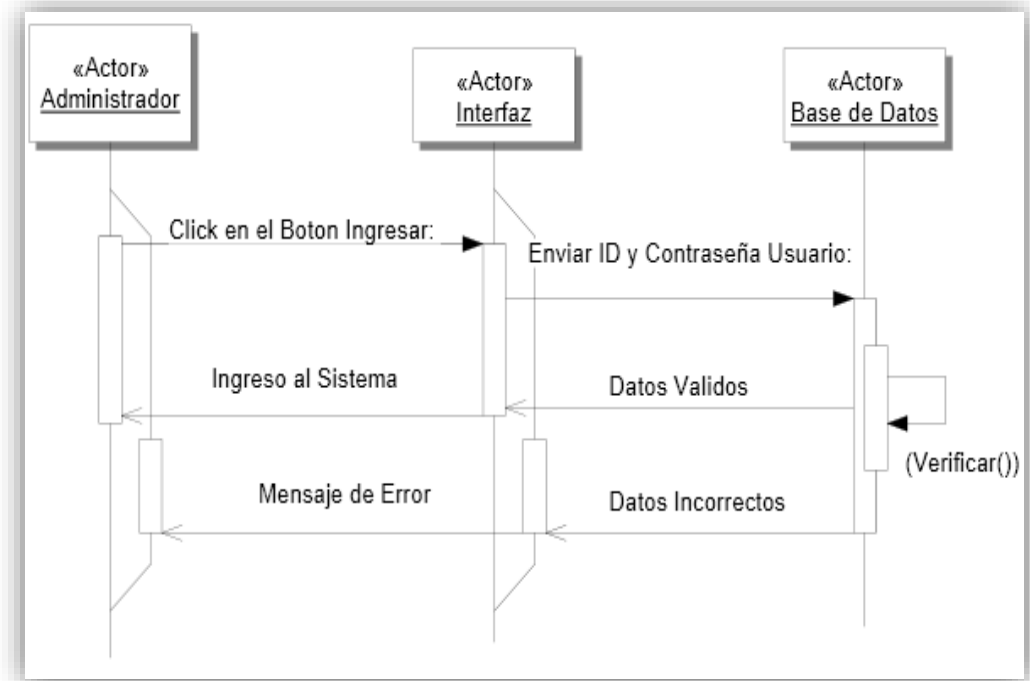 «Actor»
Administrador
«Actor»
Interfaz
«Actor»
Base de Datos
Click en el Boton Ingresar:
Enviar ID y Contraseña Usuario:
Ingreso al Sistema
Datos Validos
(Verificar())
Mensaje de Error
Datos Incorrectos